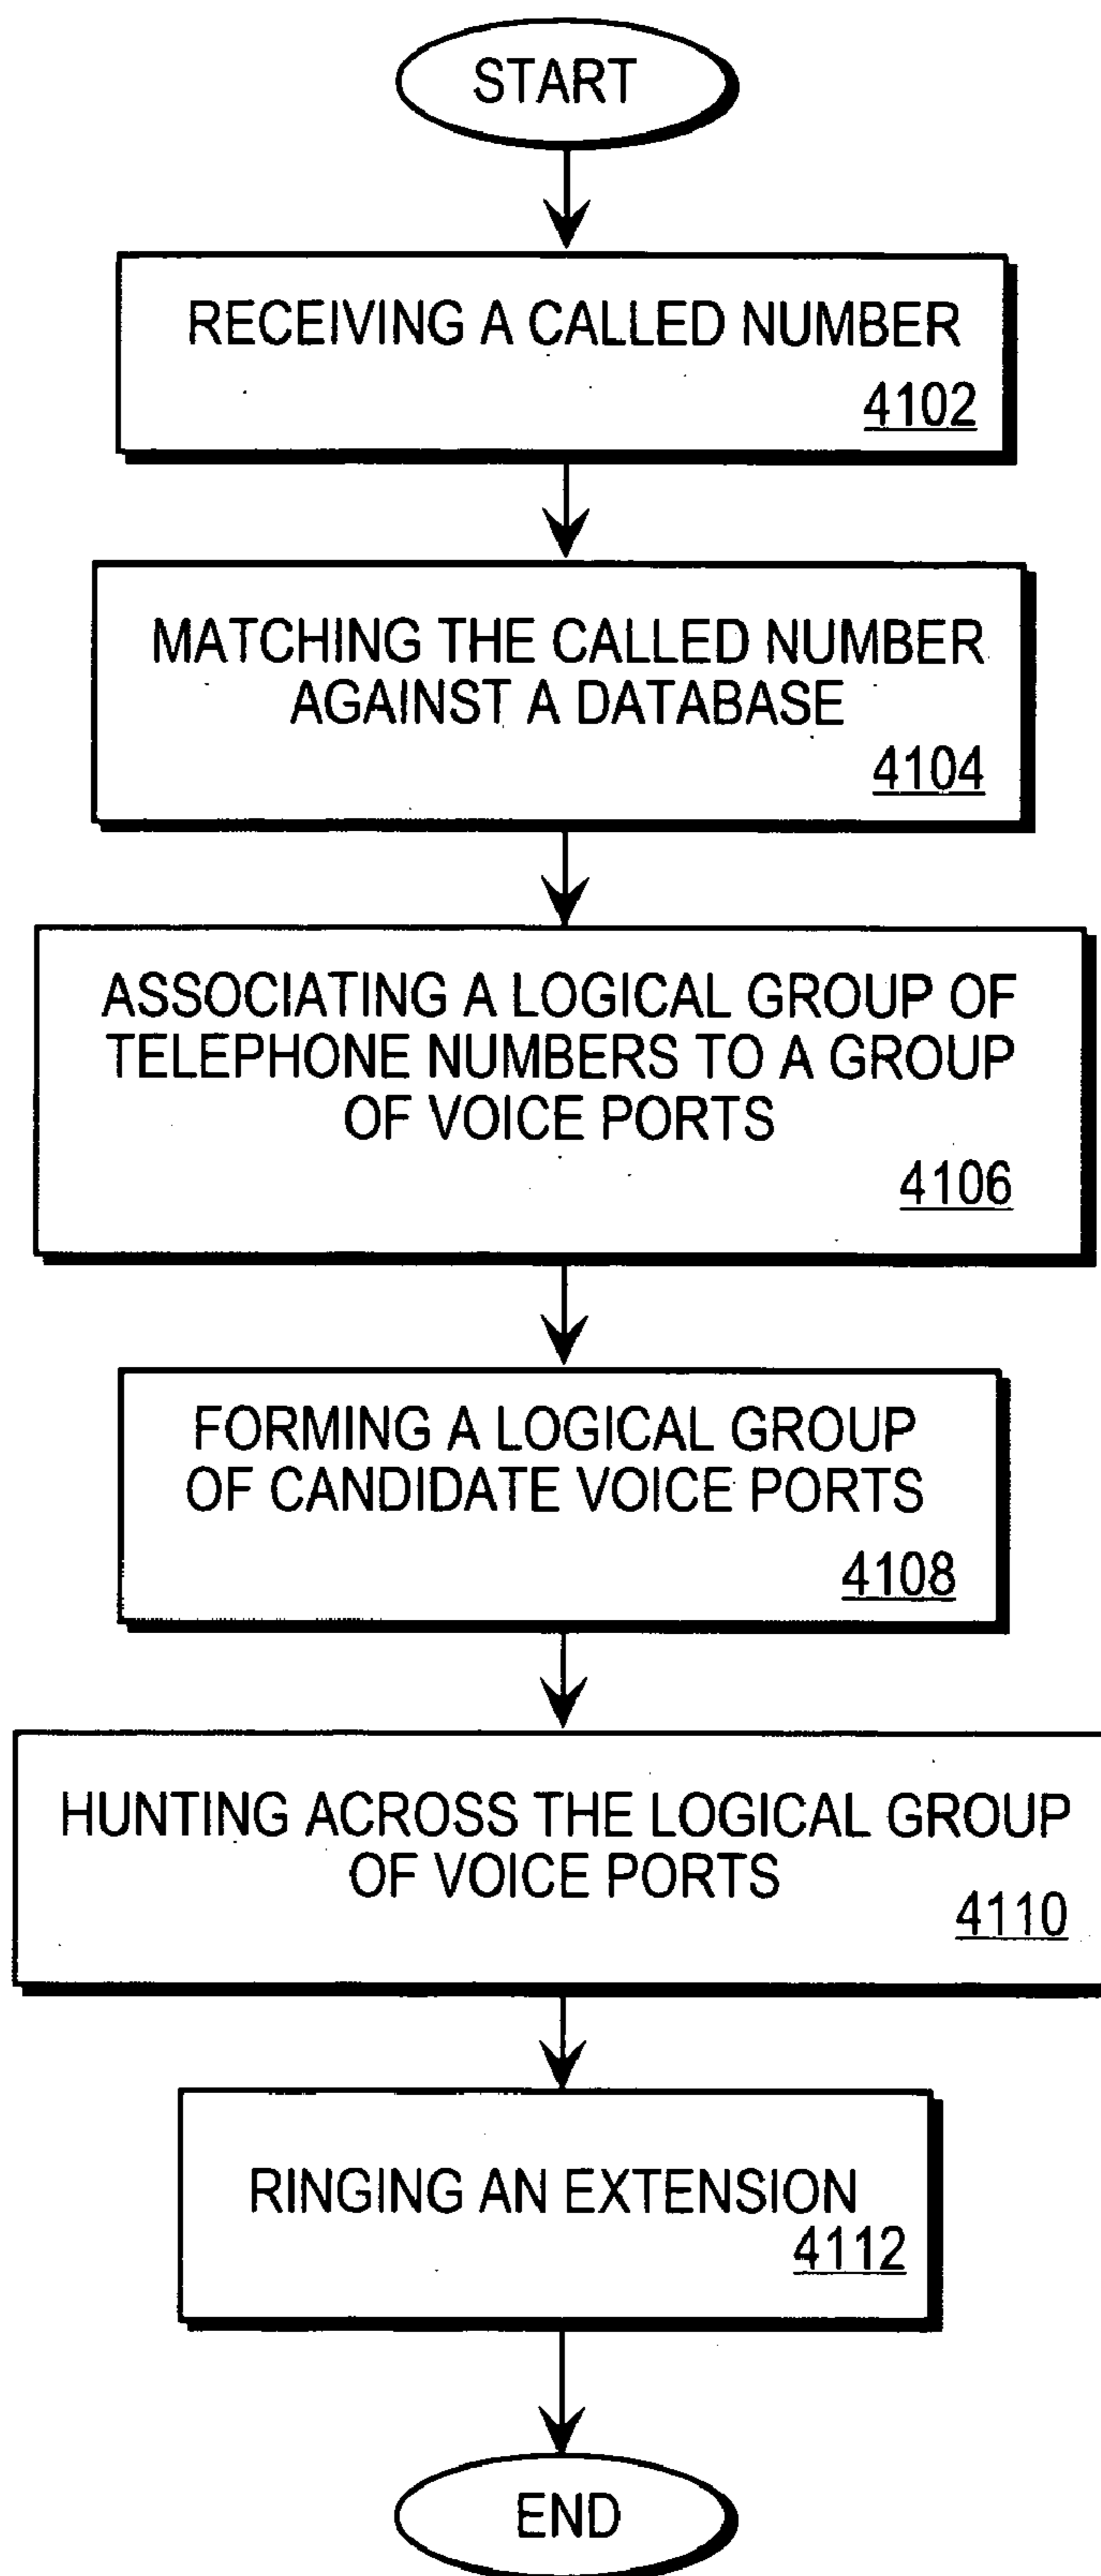 START
RECEIVING A CALLED NUMBER
4102
MATCHING THE CALLED NUMBER
AGAINST A DATABASE
4104
ASSOCIATING A LOGICAL GROUP OF
TELEPHONE NUMBERS TO A GROUP
OF VOICE PORTS
4106
FORMING A LOGICAL GROUP
OF CANDIDATE VOICE PORTS
4108
HUNTING ACROSS THE LOGICAL GROUP
OF VOICE PORTS
4110
RINGING AN EXTENSION
4112
END